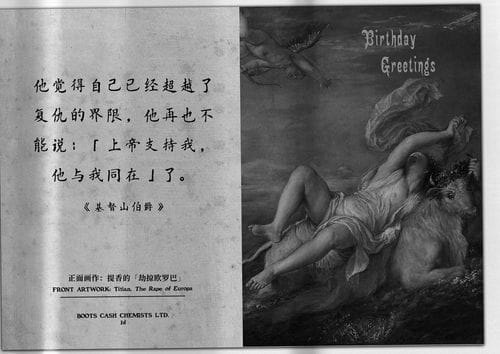 他觉得自己已经超越了
复仇的界限，他再也不
能说：「上帝支持我，
他与我同在」了。
《基督山伯爵》
正面画作：提香的「劫掠欧罗巴」
FRONT ARTWORK: Titian, The Rape of Europa
BOOTS CASH CHEMISTS LTD.
1d
Birthday
Greetings